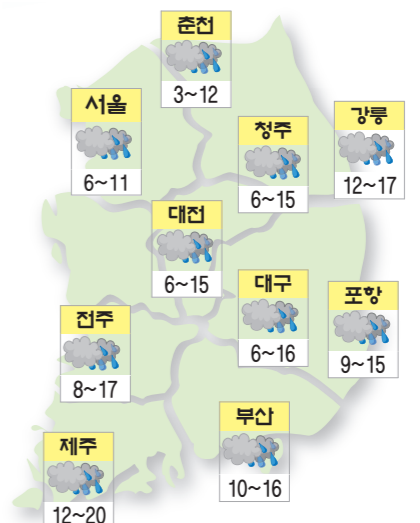 춘천
3~12
서울
6~11
청주
6~15
강릉
12~17
대전
6~15
대구
6~16
포항
9~15
전주
8~17
부산
10~16
제주
12~20